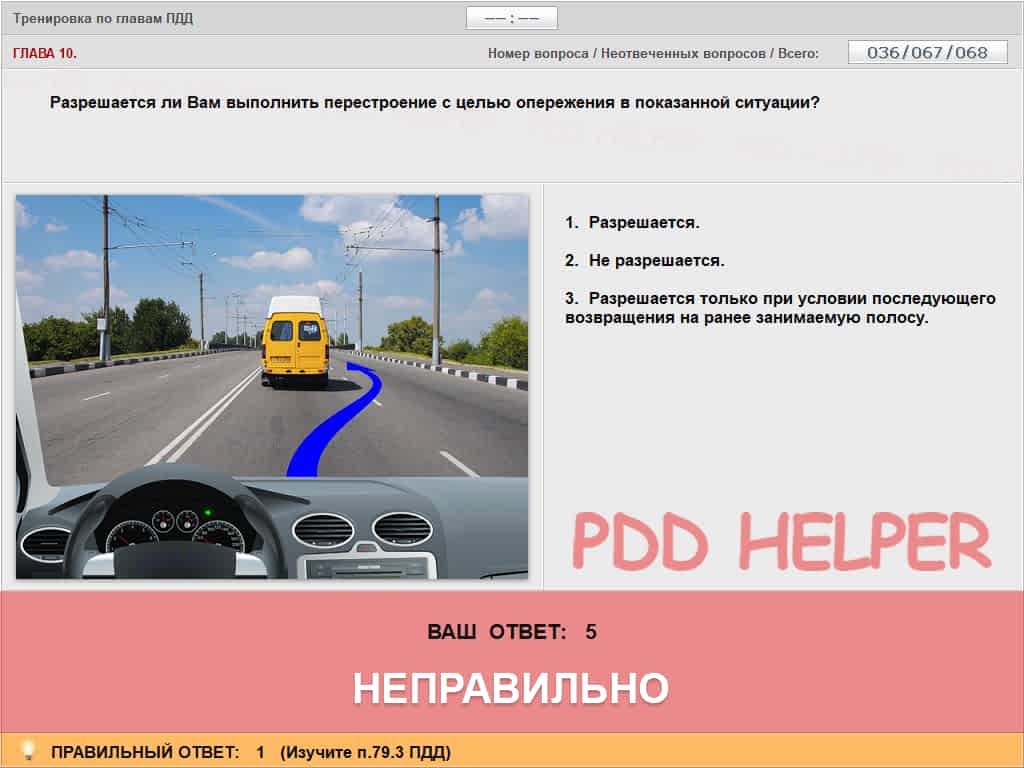 Тренировка по главам ПДД
—— : ——
ГЛАВА 10.
Номер вопроса / Неотвеченных вопросов / Всего: 036/067/068
Разрешается ли Вам выполнить перестроение с целью опережения в показанной ситуации?
1. Разрешается.
2. Не разрешается.
3. Разрешается только при условии последующего
возвращения на ранее занимаемую полосу.
PDD HELPER
ВАШ ОТВЕТ: 5
НЕПРАВИЛЬНО
ПРАВИЛЬНЫЙ ОТВЕТ: 1 (Изучите п.79.3 ПДД)